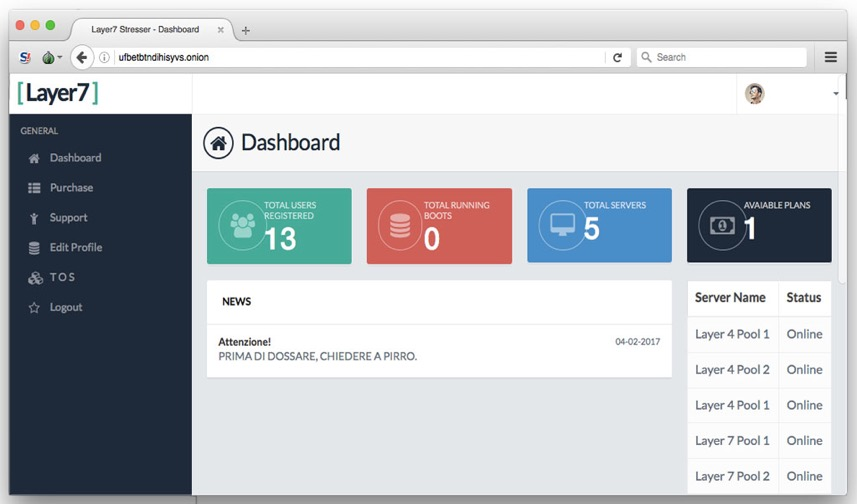 Layer7 Stresser - Dashboard
ufbetbtndihisyvs.onion
Search
[Layer7]
GENERAL
Dashboard
Purchase
Support
Edit Profile
T O S
Logout
Dashboard
TOTAL USERS
REGISTERED
13
TOTAL RUNNING
BOOTS
0
TOTAL SERVERS
5
AVAIABLE PLANS
1
NEWS
Attenzione!
04-02-2017
PRIMA DI DOSSARE, CHIEDERE A PIRRO.
Server Name Status
Layer 4 Pool 1 Online
Layer 4 Pool 2 Online
Layer 4 Pool 1 Online
Layer 7 Pool 1 Online
Layer 7 Pool 2 Online